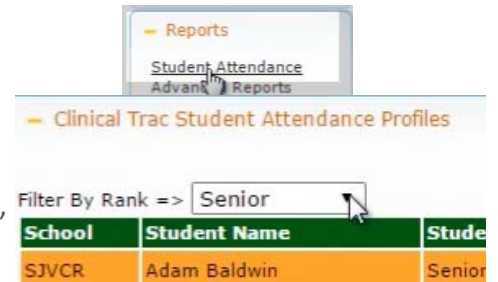 – Reports
Student Attendance
Reports
– Clinical Trac Student Attendance Profiles
, Filter By Rank => Senior
School Student Name Stude
SJVCR Adam Baldwin Senior